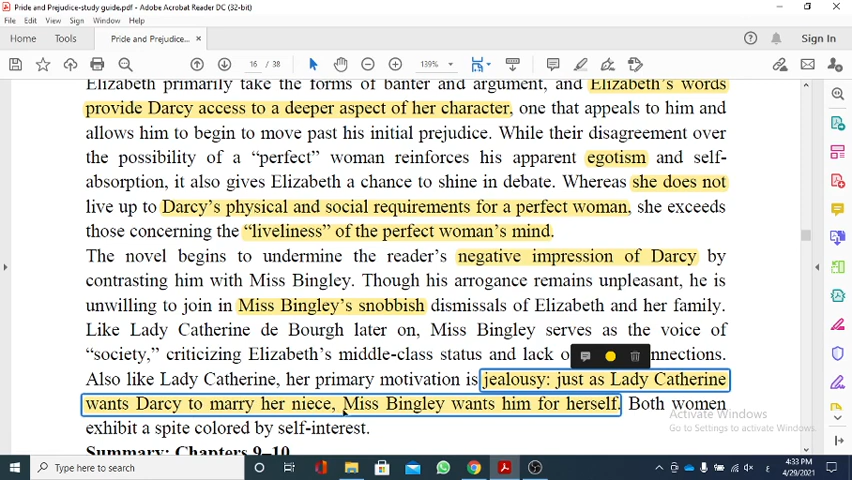 Pride and Prejudice-study guide.pdf - Adobe Acrobat Reader DC (32-bit)
File Edit View Sign Window Help
Home Tools Pride and Prejudice... × Sign In
16 / 38 139%
Elizabeth primarily take the forms of banter and argument, and Elizabeth's words
provide Darcy access to a deeper aspect of her character, one that appeals to him and
allows him to begin to move past his initial prejudice. While their disagreement over
the possibility of a “perfect” woman reinforces his apparent egotism and self-
absorption, it also gives Elizabeth a chance to shine in debate. Whereas she does not
live up to Darcy's physical and social requirements for a perfect woman, she exceeds
those concerning the “liveliness” of the perfect woman's mind.
The novel begins to undermine the reader's negative impression of Darcy by
contrasting him with Miss Bingley. Though his arrogance remains unpleasant, he is
unwilling to join in Miss Bingley's snobbish dismissals of Elizabeth and her family.
Like Lady Catherine de Bourgh later on, Miss Bingley serves as the voice of
“society,” criticizing Elizabeth's middle-class status and lack o nnections.
Also like Lady Catherine, her primary motivation is jealousy: just as Lady Catherine
wants Darcy to marry her niece, Miss Bingley wants him for herself. Both women
exhibit a spite colored by self-interest.
Activate Windows
Go to Settings to activate Windows.
Summary: Chapters 9–10
Type here to search
4:33 PM
4/29/2021